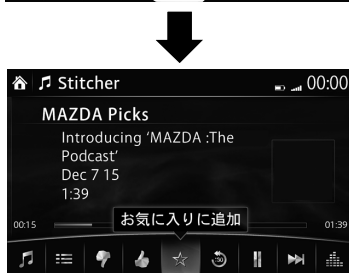 Stitcher
00:00
MAZDA Picks
Introducing ‘MAZDA :The
Podcast’
Dec 7 15
1:39
00:15
お気に入りに追加
01:39
30